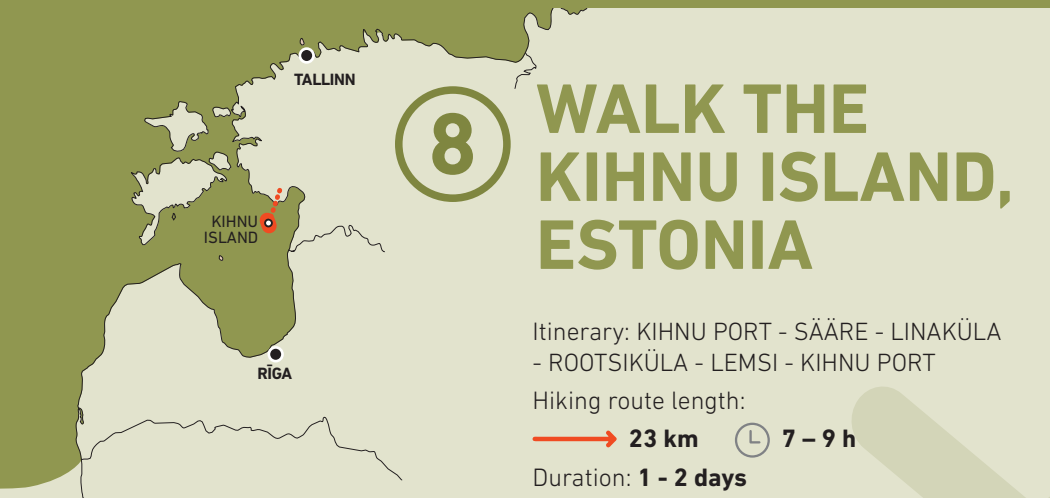 TALLINN
KIHNU
ISLAND
RĪGA
8
WALK THE
KIHNU ISLAND,
ESTONIA
Itinerary: KIHNU PORT - SÄÄRE - LINAKÜLA
- ROOTSIKÜLA - LEMSI - KIHNU PORT
Hiking route length:
23 km 7 – 9 h
Duration: 1 - 2 days